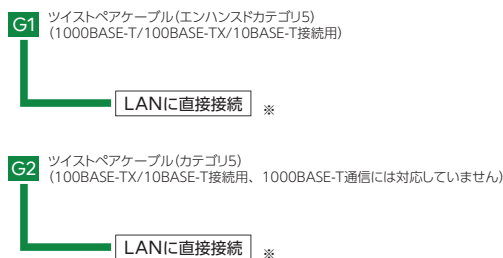 G1 ツイストペアケーブル(エンハンスドカテゴリ5)
(1000BASE-T/100BASE-TX/10BASE-T接続用)
LANに直接接続 ※
G2 ツイストペアケーブル(カテゴリ5)
(100BASE-TX/10BASE-T接続用、1000BASE-T通信には対応していません)
LANに直接接続 ※